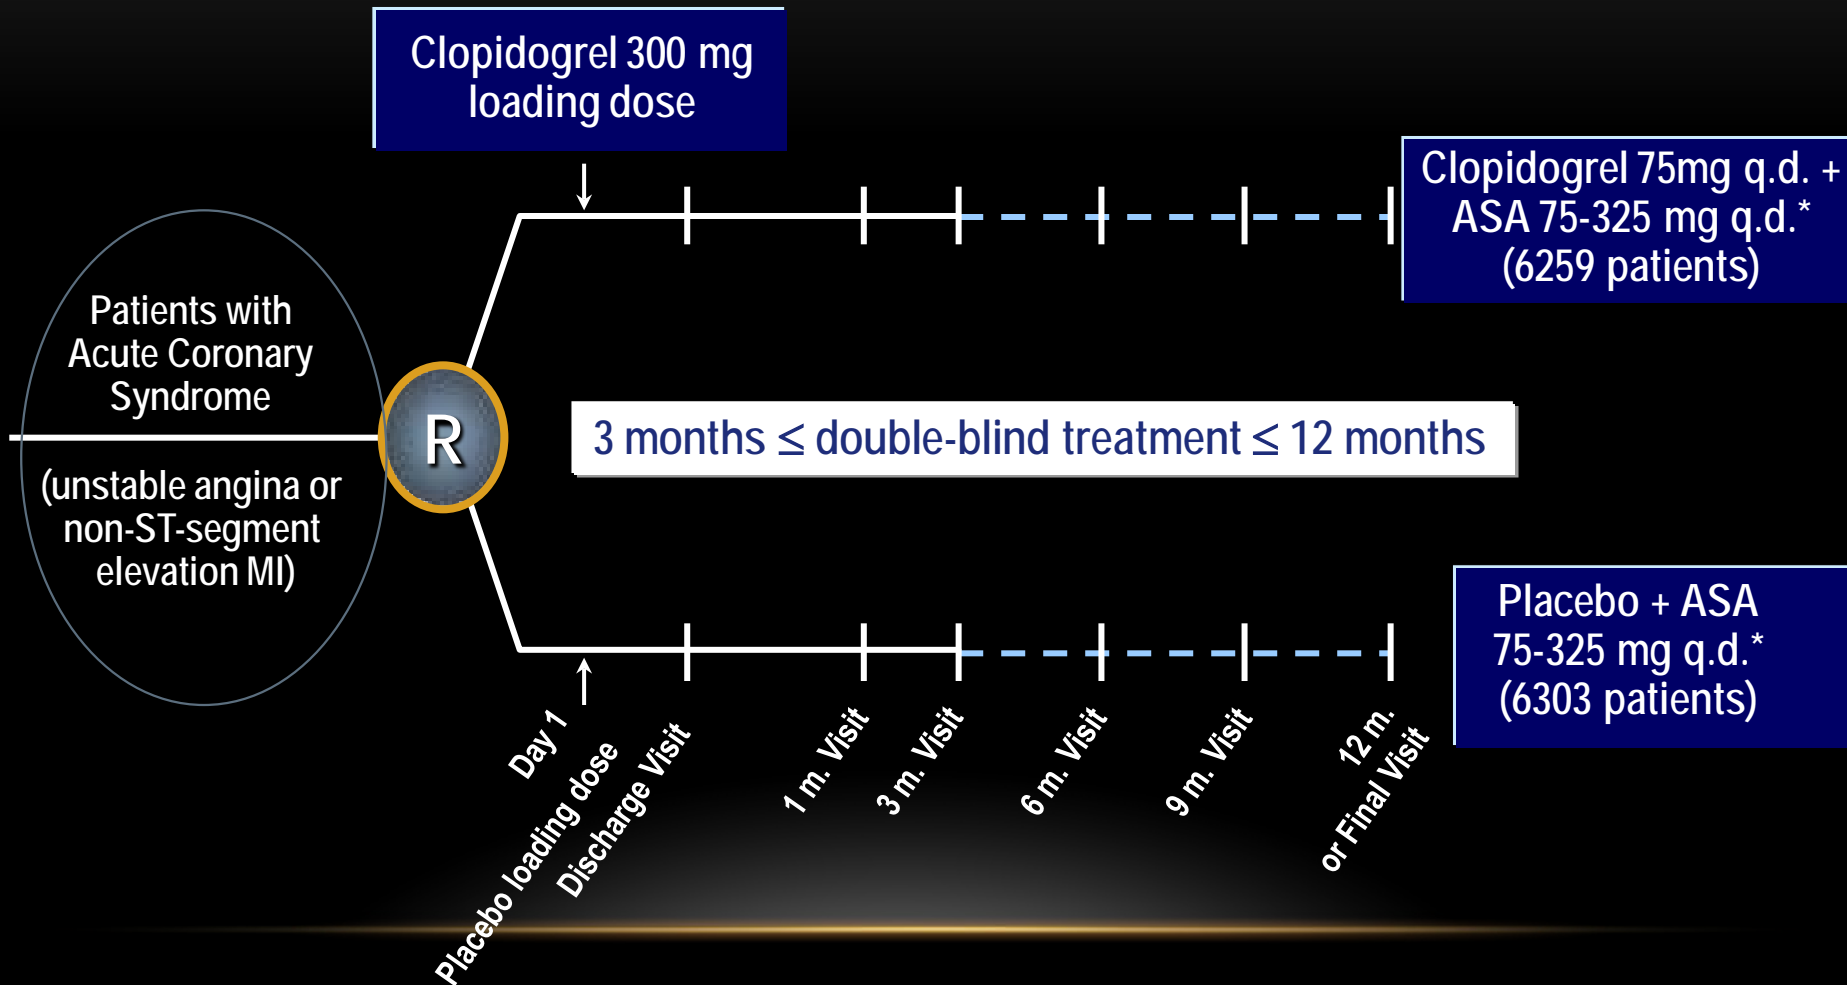 Clopidogrel 300 mg
loading dose
Clopidogrel 75mg q.d. +
ASA 75-325 mg q.d.*
(6259 patients)
Patients with
Acute Coronary
Syndrome
(unstable angina or
non-ST-segment
elevation MI)
R
3 months ≤ double-blind treatment ≤ 12 months
Placebo + ASA
75-325 mg q.d.*
(6303 patients)
Day 1
Placebo loading dose
Discharge Visit
1 m. Visit
3 m. Visit
6 m. Visit
9 m. Visit
12 m.
or Final Visit